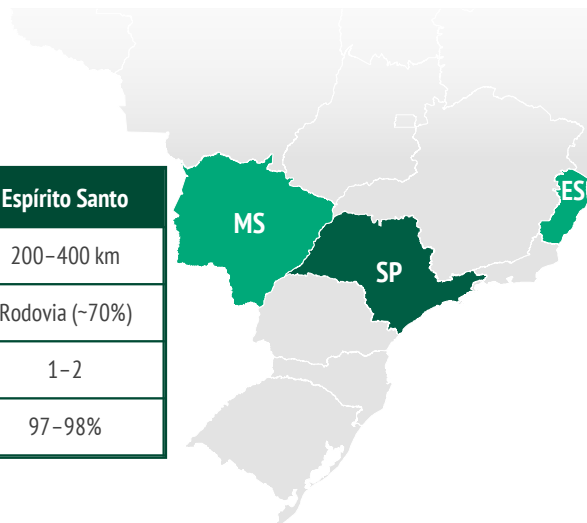 Espírito Santo
200–400 km
Rodovia (~70%)
1–2
97–98%
MS
SP
ES